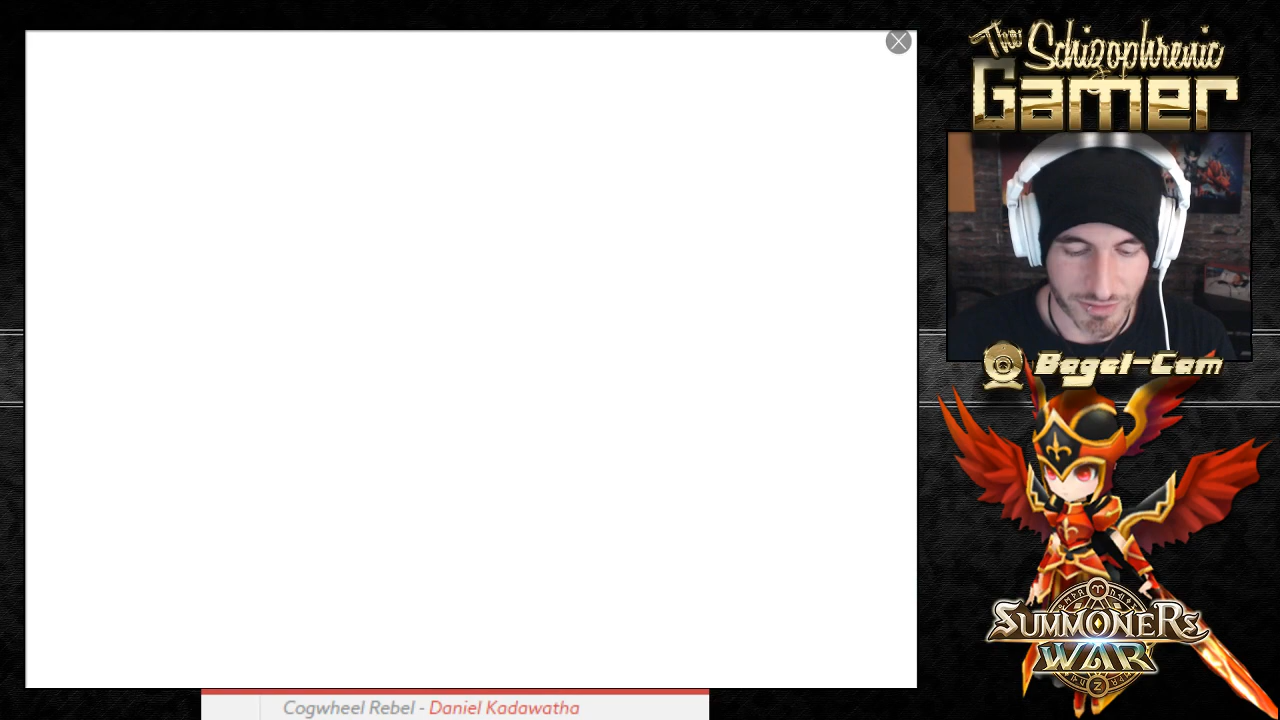 The Schizophrenic
Gamer
Bagel-Cam
SUMMONERS
WAR
Cogwheel Rebel - Daniel Kadawatha